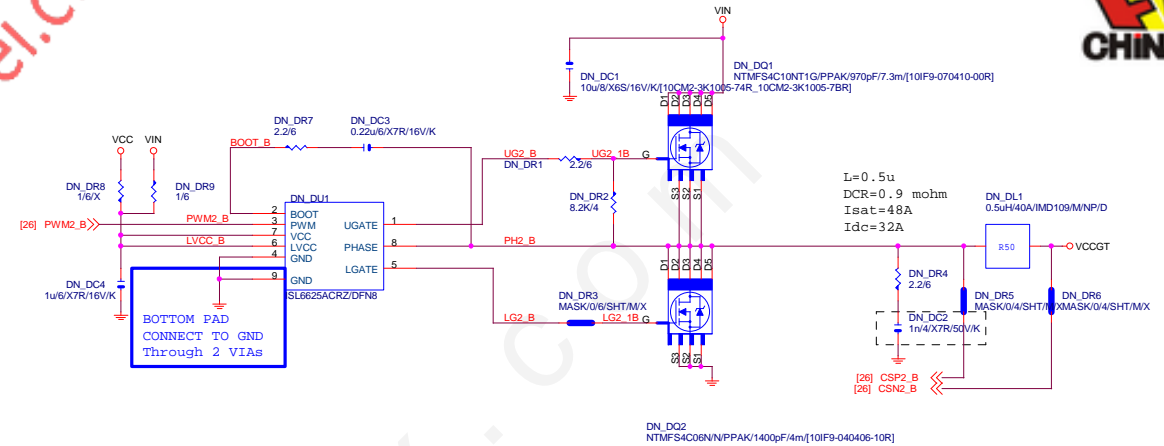 el.c
CHIN
VIN
DN_DC1
10u/8/X6S/16V/K/[10CM2-3K1005-74R_10CM2-3K1005-7BR]
DN_DQ1
NTMFS4C10NT1G/PPAK/970pF/7.3m/[10IF9-070410-00R]
D1
D2
D3
D4
D5
G
S3
S2
S1
DN_DR7
2.2/6
DN_DC3
0.22u/6/X7R/16V/K
VCC
VIN
BOOT_B
DN_DR8
1/6/X
DN_DR9
1/6
UG2_B
DN_DR1
2.2/6
UG2_1B
DN_DR2
8.2K/4
[26] PWM2_B
PWM2_B
LVCC_B
DN_DU1
2
BOOT
3
PWM
7
VCC
6
LVCC
4
GND
9
GND
UGATE
1
PHASE
8
LGATE
5
ISL6625ACRZ/DFN8
PH2_B
DN_DC4
1u/6/X7R/16V/K
BOTTOM PAD
CONNECT TO GND
Through 2 VIAs
LG2_B
DN_DR3
MASK/0/6/SHT/M/X
LG2_1B
G
D1
D2
D3
D4
D5
S3
S2
S1
DN_DQ2
NTMFS4C06N/N/PPAK/1400pF/4m/[10IF9-040406-10R]
L=0.5u
DCR=0.9 mohm
Isat=48A
Idc=32A
DN_DL1
0.5uH/40A/IMD109/M/NP/D
R50
VCCGT
DN_DR4
2.2/6
DN_DC2
1n/4/X7R/50V/K
DN_DR5
MASK/0/4/SHT/M/X
DN_DR6
MASK/0/4/SHT/M/X
[26] CSP2_B
[26] CSN2_B